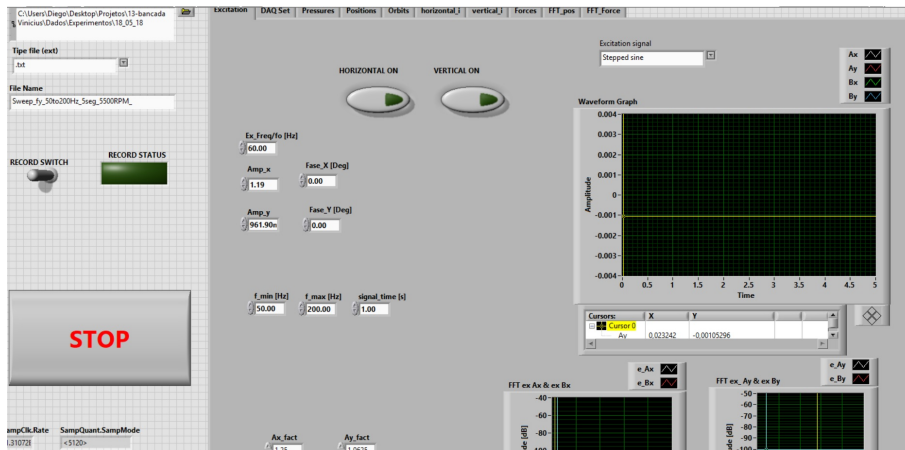 C:\Users\Diego\Desktop\Projetos\13-bancada
Vinicius\Dados\Experimentos\18_05_18
Excitation DAQ Set Pressures Positions Orbits horizontal_i vertical_i Forces FFT_pos FFT_Force
Tipe file (ext)
.txt
File Name
Sweep_fy_50to200Hz_5seg_5500RPM_
RECORD SWITCH
RECORD STATUS
STOP
SampQuant.SampMode
<5120>
HORIZONTAL ON
VERTICAL ON
Ex_Freq/fo [Hz]
60.00
Amp_x
1.19
Fase_X [Deg]
0.00
Amp_y
Fase_Y [Deg]
0.00
f_min [Hz] f_max [Hz] signal_time [s]
50.00 200.00 1.00
Ax_fact Ay_fact
Excitation signal
Stepped sine
Ax
Ay
Bx
By
Waveform Graph
Amplitude
0.004
0.003
0.002
0.001
0
-0.001
-0.002
-0.003
-0.004
0 0.5 1 1.5 2 2.5 3 3.5 4 4.5 5
Time
Cursors: X Y
Cursor 0
Ay 0,023242 -0,00105296
FFT ex Ax & ex Bx
e_Ax
e_Bx
-40
-60
-80
-100
FFT ex_ Ay & ex By
e_Ay
e_By
-50
-60
-70
-80
-90